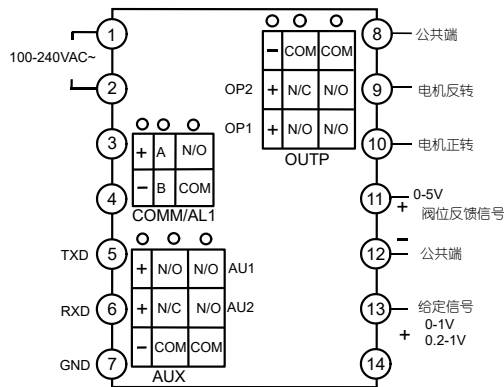 1
100-240VAC~
2
3
4
TXD 5
RXD 6
GND 7
- COM COM
OP2 + N/C N/O
OP1 + N/O N/O
OUTP
+ A N/O
- B COM
COMM/AL1
+ N/O N/O AU1
+ N/C N/O AU2
- COM COM
AUX
8 公共端
9 电机反转
10 电机正转
11 0-5V
+ 阀位反馈信号
-
12 公共端
13 给定信号
0-1V
+ 0.2-1V
14